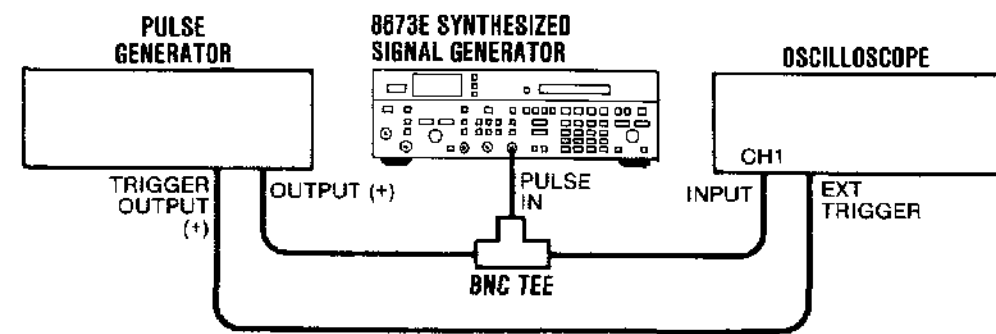 PULSE
GENERATOR
8673E SYNTHESIZED
SIGNAL GENERATOR
OSCILLOSCOPE
CH1
TRIGGER
OUTPUT
(+)
OUTPUT (+)
PULSE
IN
INPUT
EXT
TRIGGER
BNC TEE